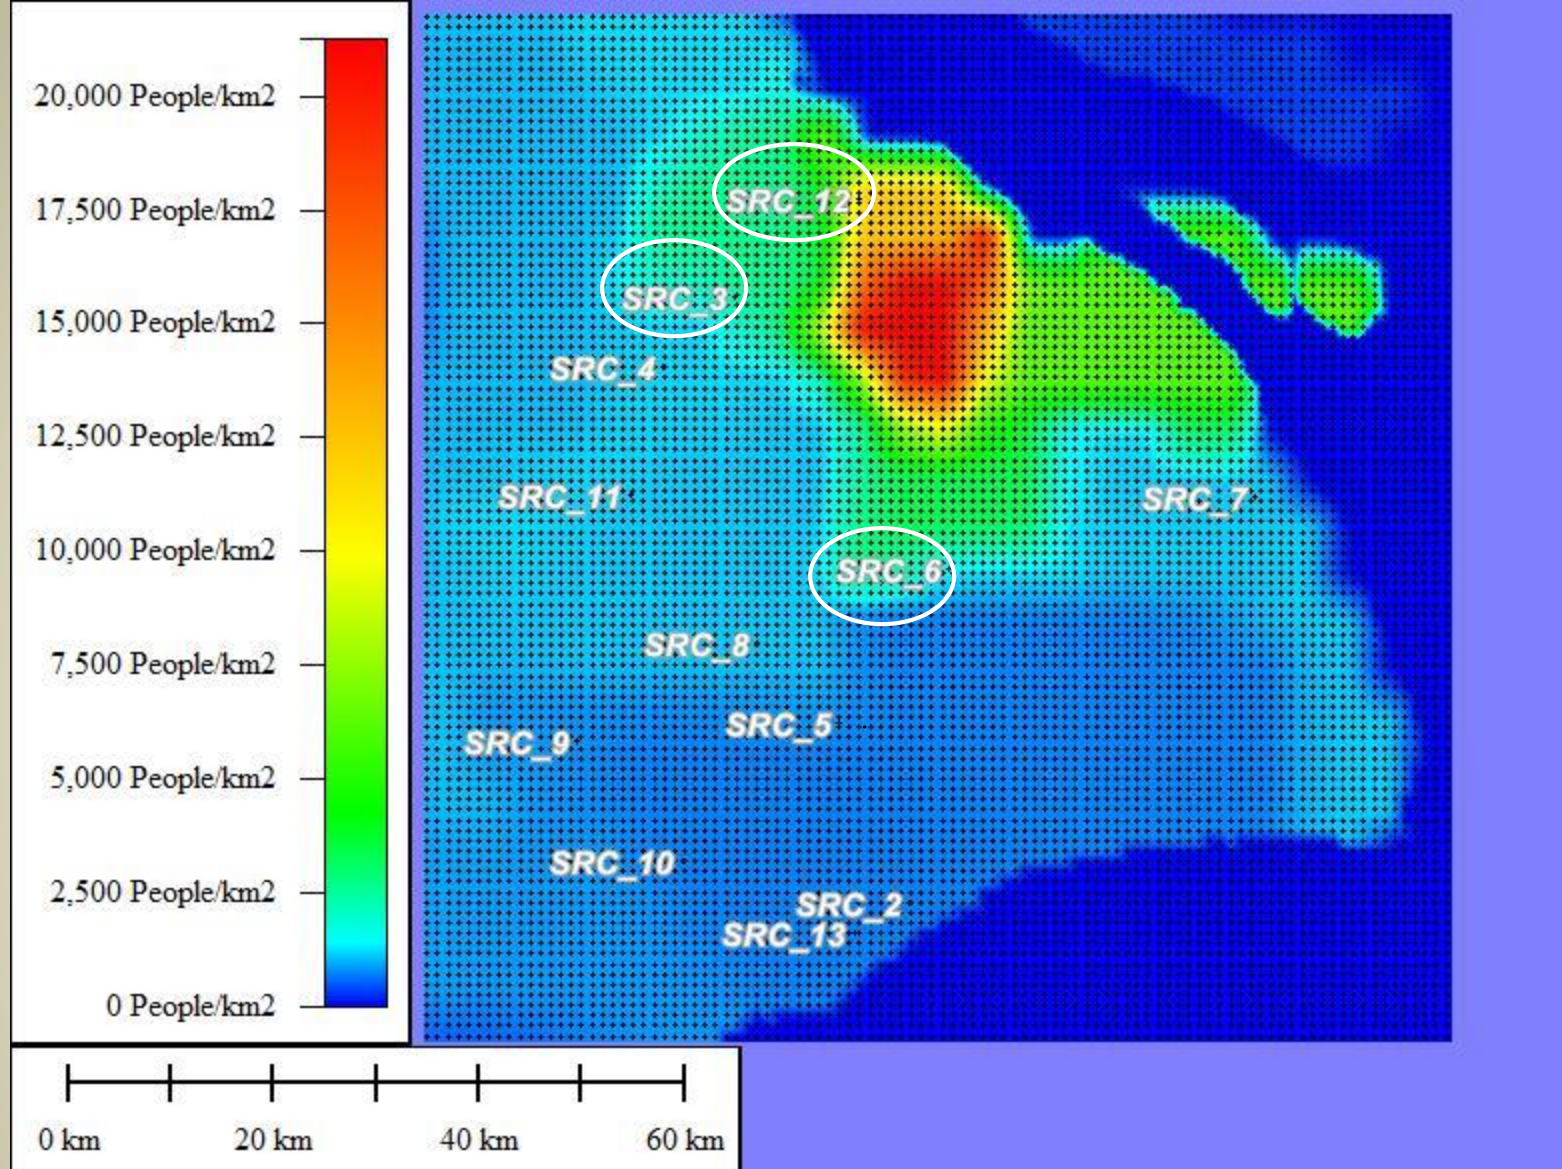 20,000 People/km2
17,500 People/km2
15,000 People/km2
12,500 People/km2
10,000 People/km2
7,500 People/km2
5,000 People/km2
2,500 People/km2
0 People/km2
SRC_12
SRC_3
SRC_4
SRC_11
SRC_7
SRC_6
SRC_8
SRC_5
SRC_9
SRC_10
SRC_2
SRC_13
0 km 20 km 40 km 60 km